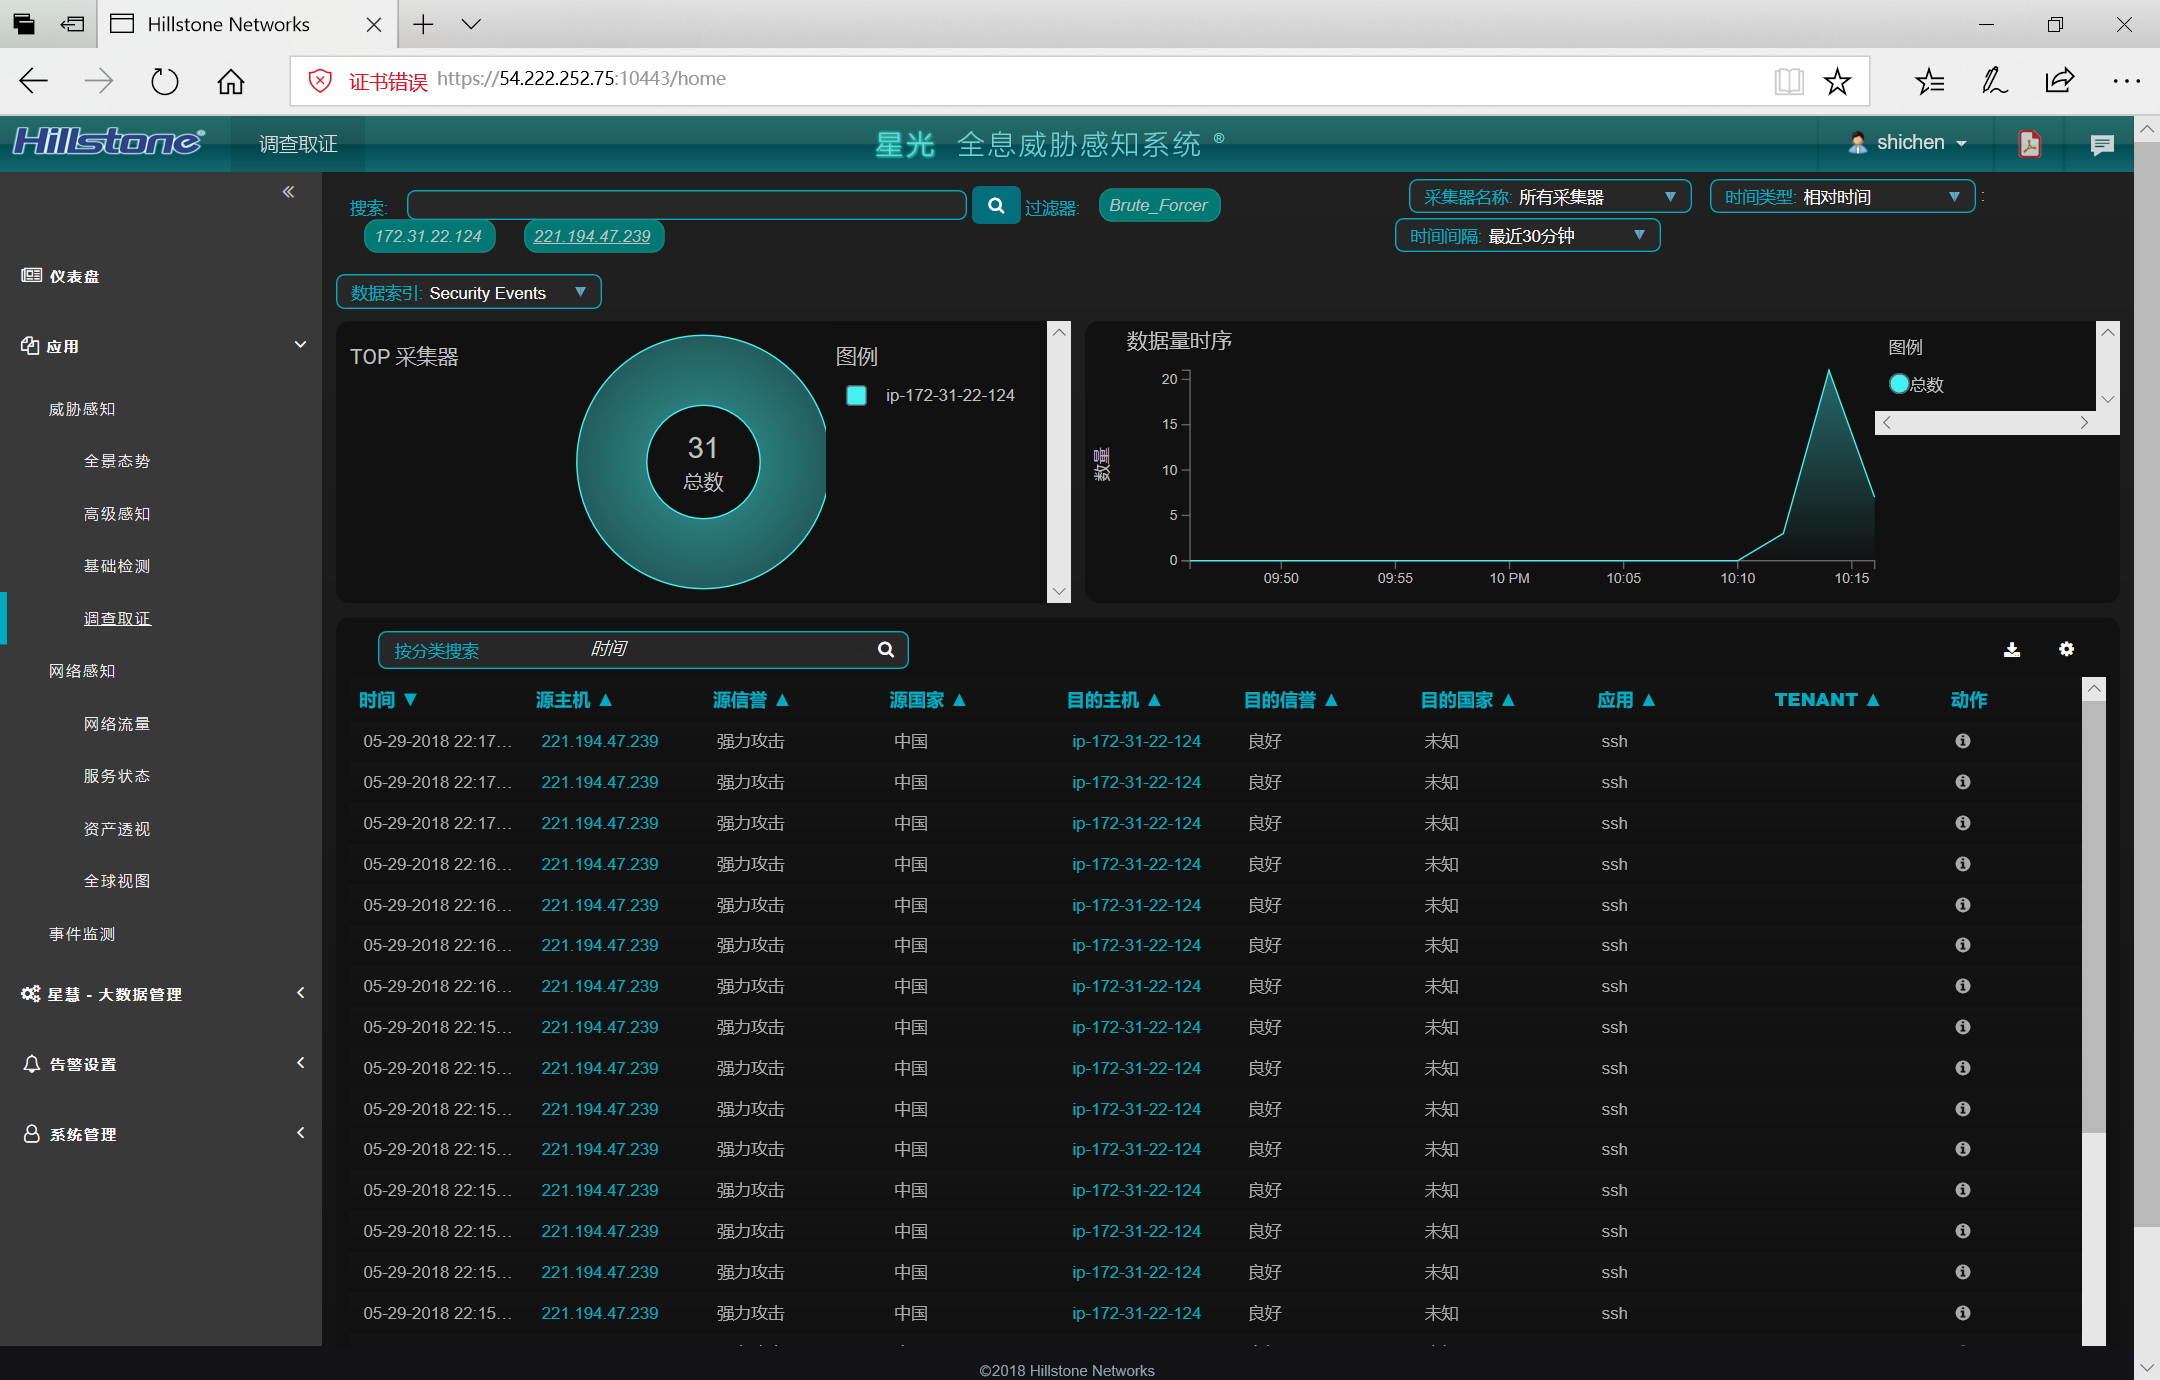 Hillstone Networks
证书错误 https://54.222.252.75:10443/home
Hillstone® 调查取证 星光 全息威胁感知系统 ® shichen
搜索: 过滤器: Brute_Forcer 采集器名称: 所有采集器 时间类型: 相对时间 :
172.31.22.124 221.194.47.239 时间间隔: 最近30分钟
数据索引: Security Events
仪表盘
应用
威胁感知
全景态势
高级感知
基础检测
调查取证
网络感知
网络流量
服务状态
资产透视
全球视图
事件监测
星慧 - 大数据管理
告警设置
系统管理
TOP 采集器
31
总数
图例
ip-172-31-22-124
数据量时序
数量
20
15
10
5
0
09:50 09:55 10 PM 10:05 10:10 10:15
图例
总数
按分类搜索 时间
时间 ▼ 源主机 ▲ 源信誉 ▲ 源国家 ▲ 目的主机 ▲ 目的信誉 ▲ 目的国家 ▲ 应用 ▲ TENANT ▲ 动作
05-29-2018 22:17... 221.194.47.239 强力攻击 中国 ip-172-31-22-124 良好 未知 ssh
05-29-2018 22:17... 221.194.47.239 强力攻击 中国 ip-172-31-22-124 良好 未知 ssh
05-29-2018 22:17... 221.194.47.239 强力攻击 中国 ip-172-31-22-124 良好 未知 ssh
05-29-2018 22:16... 221.194.47.239 强力攻击 中国 ip-172-31-22-124 良好 未知 ssh
05-29-2018 22:16... 221.194.47.239 强力攻击 中国 ip-172-31-22-124 良好 未知 ssh
05-29-2018 22:16... 221.194.47.239 强力攻击 中国 ip-172-31-22-124 良好 未知 ssh
05-29-2018 22:16... 221.194.47.239 强力攻击 中国 ip-172-31-22-124 良好 未知 ssh
05-29-2018 22:15... 221.194.47.239 强力攻击 中国 ip-172-31-22-124 良好 未知 ssh
05-29-2018 22:15... 221.194.47.239 强力攻击 中国 ip-172-31-22-124 良好 未知 ssh
05-29-2018 22:15... 221.194.47.239 强力攻击 中国 ip-172-31-22-124 良好 未知 ssh
05-29-2018 22:15... 221.194.47.239 强力攻击 中国 ip-172-31-22-124 良好 未知 ssh
05-29-2018 22:15... 221.194.47.239 强力攻击 中国 ip-172-31-22-124 良好 未知 ssh
05-29-2018 22:15... 221.194.47.239 强力攻击 中国 ip-172-31-22-124 良好 未知 ssh
05-29-2018 22:15... 221.194.47.239 强力攻击 中国 ip-172-31-22-124 良好 未知 ssh
05-29-2018 22:15... 221.194.47.239 强力攻击 中国 ip-172-31-22-124 良好 未知 ssh
©2018 Hillstone Networks